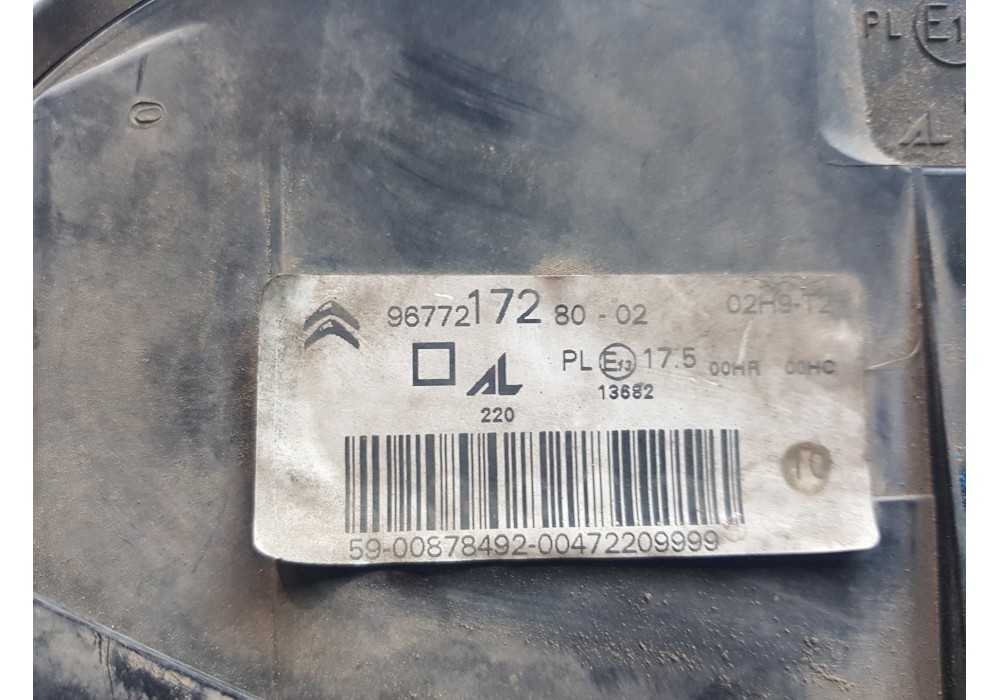 PL E1
AL
96772172 80 - 02 02H9-T2
AL PL E13 17.5 00HR 00HC
13682
220
10
59-00878492-00472209999